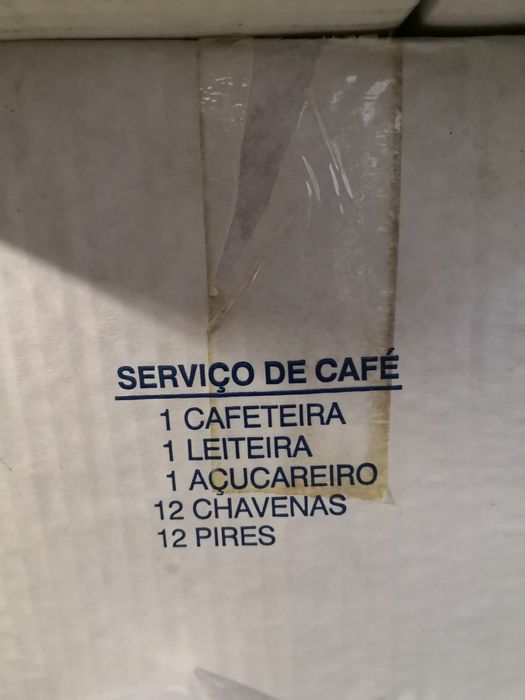 SERVIÇO DE CAFÉ
1 CAFETEIRA
1 LEITEIRA
1 AÇUCAREIRO
12 CHAVENAS
12 PIRES